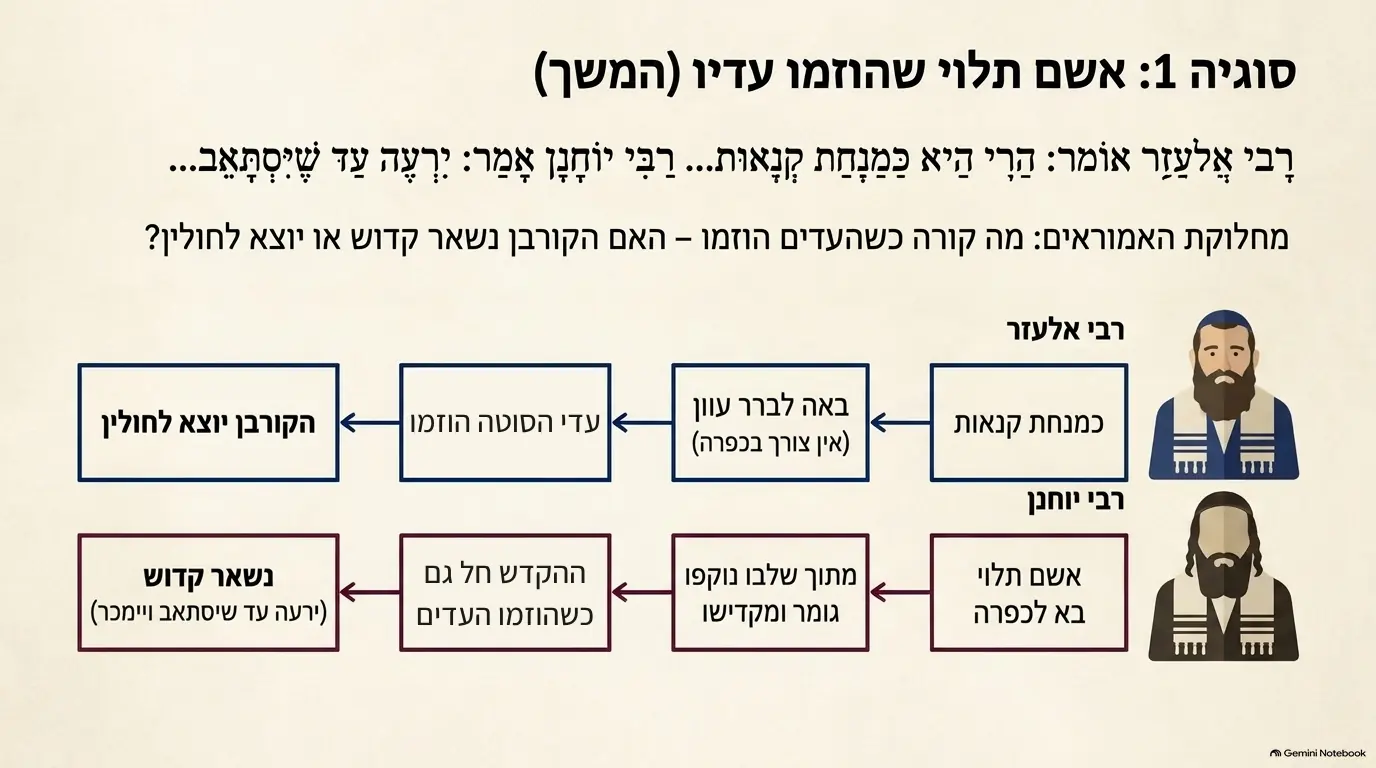 סוגיה 1: אשם תלוי שהוזמו עדיו (המשך)
רָבי אֱלעַזַר אוֹמר: הַרִי הַיא כַּמַנְחַת קְנָאוּת... רַבִּי יוֹחָנָן אָמַר: יִרְעֶה עַד שֶׁיִּסְתָּאֵב...
מחלוקת האמוראים: מה קורה כשהעדים הוזמו – האם הקורבן נשאר קדוש או יוצא לחולין?
רבי אלעזר
כמנחת קנאות
באה לברר עוון
(אין צורך בכפרה)
עדי הסוטה הוזמו
הקורבן יוצא לחולין
רבי יוחנן
אשם תלוי
בא לכפרה
מתוך שלבו נוקפו
גומר ומקדישו
ההקדש חל גם
כשהוזמו העדים
נשאר קדוש
(ירעה עד שיסתאב ויימכר)
Gemini Notebook